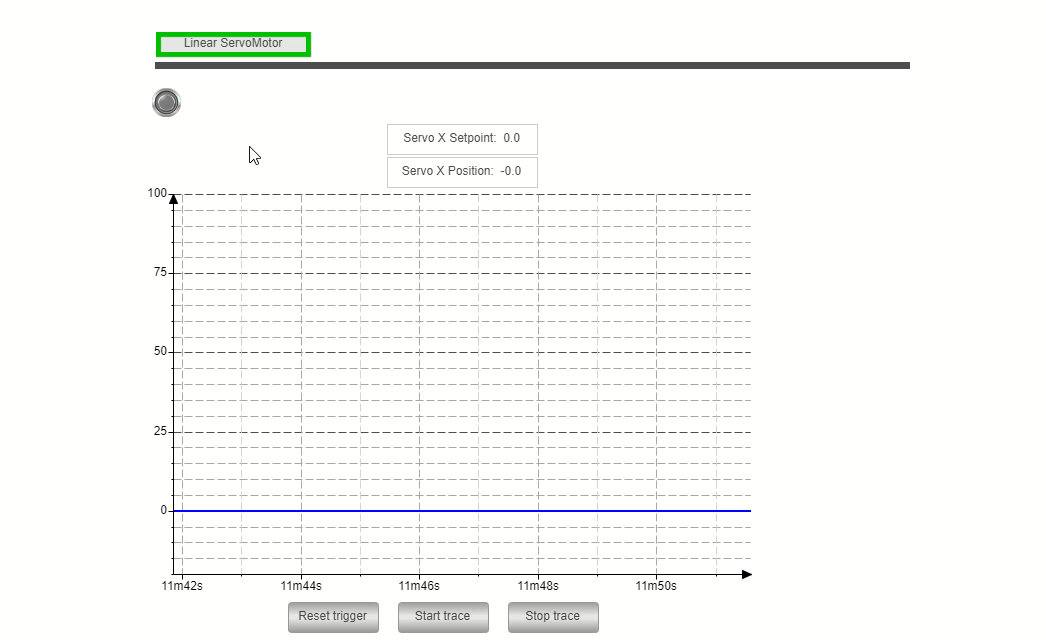 Linear ServoMotor
Servo X Setpoint: 0.0
Servo X Position: -0.0
100
75
50
25
0
11m42s 11m44s 11m46s 11m48s 11m50s
Reset trigger Start trace Stop trace